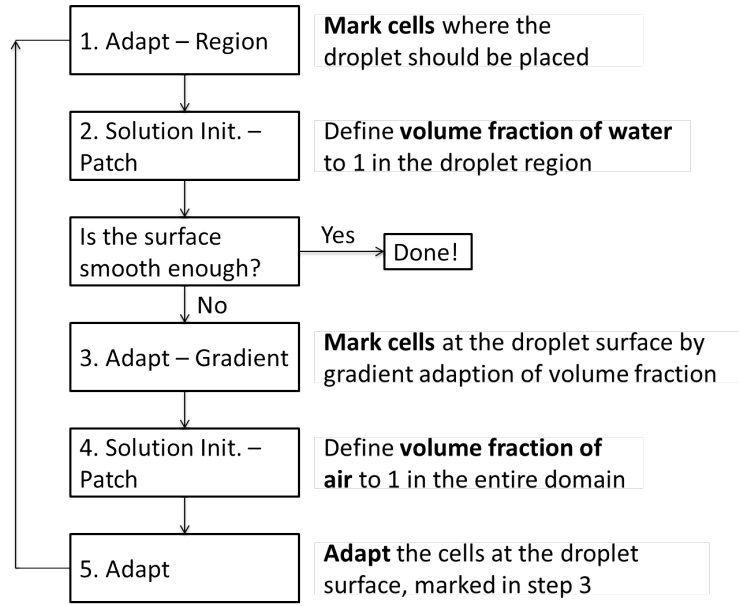 1. Adapt – Region
Mark cells where the
droplet should be placed
2. Solution Init. –
Patch
Define volume fraction of water
to 1 in the droplet region
Is the surface
smooth enough?
Yes
Done!
No
3. Adapt – Gradient
Mark cells at the droplet surface by
gradient adaption of volume fraction
4. Solution Init. –
Patch
Define volume fraction of
air to 1 in the entire domain
5. Adapt
Adapt the cells at the droplet
surface, marked in step 3